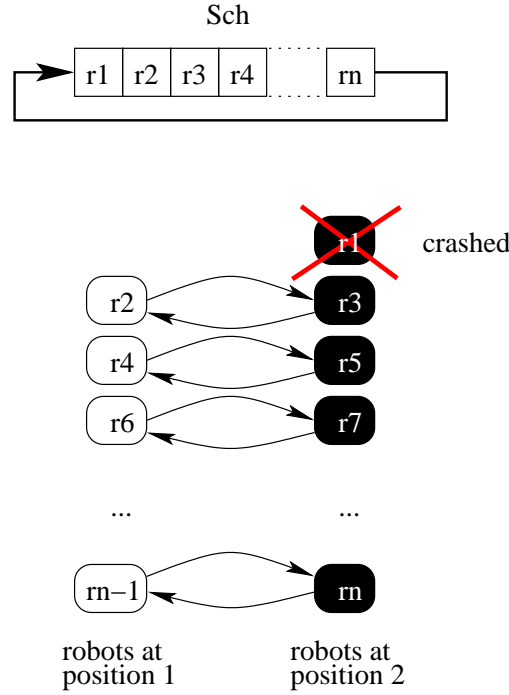 Sch
r1 r2 r3 r4 rn
r1 crashed
r2 r3
r4 r5
r6 r7
... ...
rn−1 rn
robots at position 1
robots at position 2